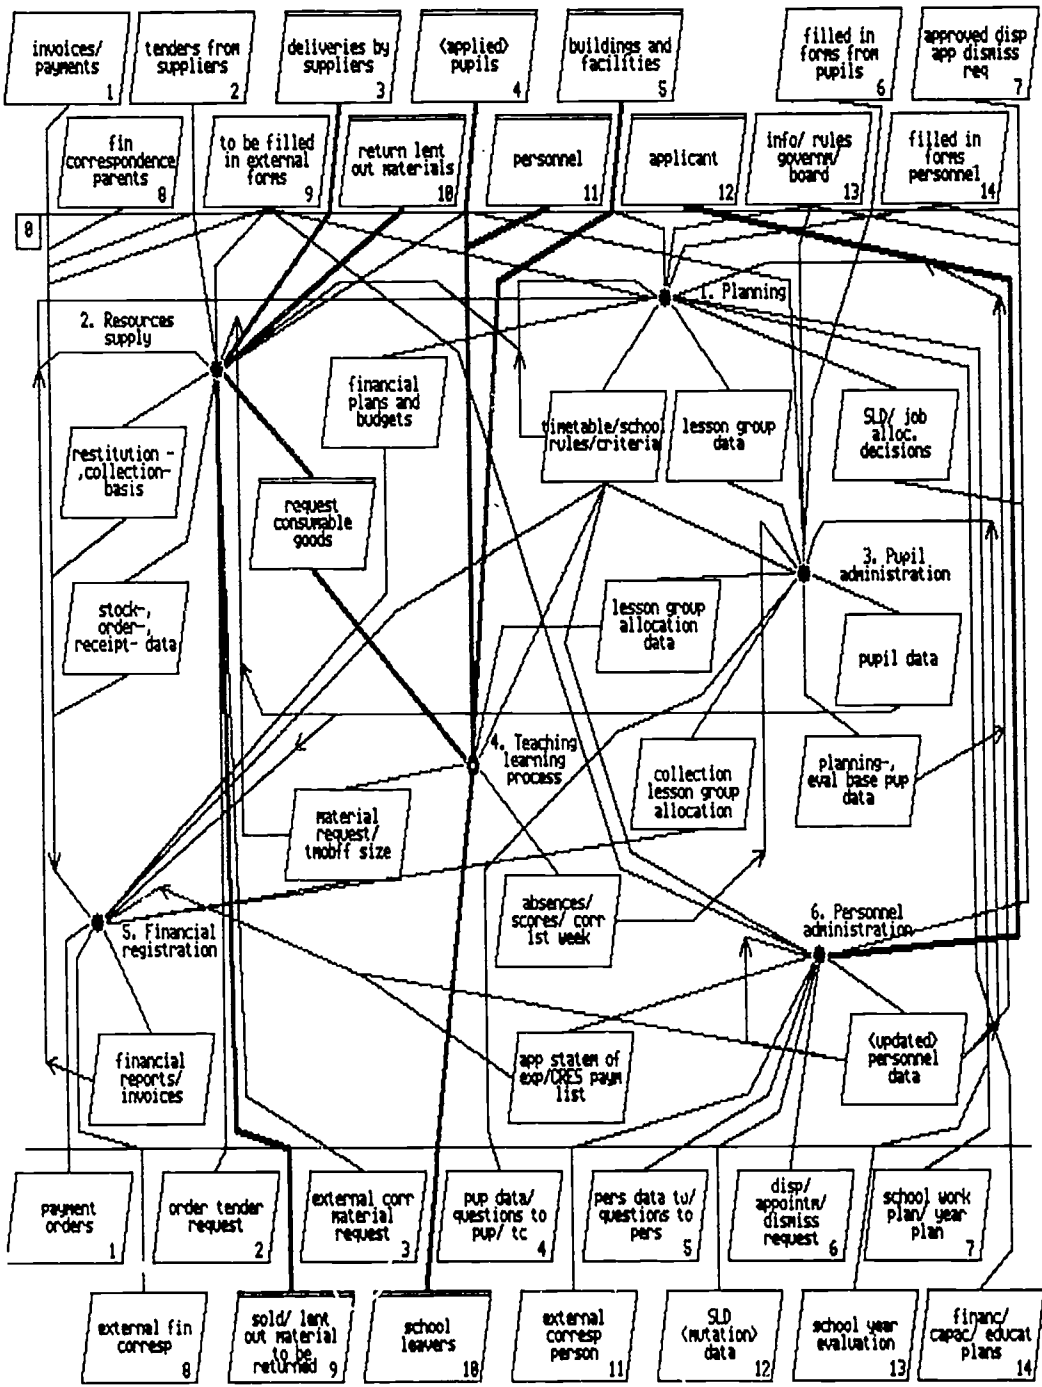 invoices/
payments
1
tenders from
suppliers
2
deliveries by
suppliers
3
<applied>
pupils
4
buildings and
facilities
5
filled in
forms from
pupils
6
approved disp
app dismiss
req
7
fin
correspondence
parents
8
to be filled
in external
forms
9
return lent
out materials
10
personnel
11
applicant
12
info/ rules
governm/
board
13
filled in
forms
personnel
14
0
1. Planning
2. Resources
supply
financial
plans and
budgets
timetable/school
rules/criteria
lesson group
data
SLD/ job
alloc.
decisions
restitution -
,collection-
basis
request
consumable
goods
3. Pupil
administration
stock-,
order-,
receipt- data
lesson group
allocation
data
pupil data
4. Teaching
learning
process
collection
lesson group
allocation
planning-,
eval base pup
data
material
request/
tmobff size
absences/
scores/ corr
1st week
5. Financial
registration
6. Personnel
administration
financial
reports/
invoices
app statem of
exp/CRES paym
list
<updated>
personnel
data
payment
orders
1
order tender
request
2
external corr
material
request
3
pup data/
questions to
pup/ tc
4
pers data to/
questions to
pers
5
disp/
appointm/
dismiss
request
6
school work
plan/ year
plan
7
external fin
corresp
8
sold/ lent
out material
to be
returned
9
school
leavers
10
external
corresp
person
11
SLD
<mutation>
data
12
school year
evaluation
13
financ/
capac/ educat
plans
14